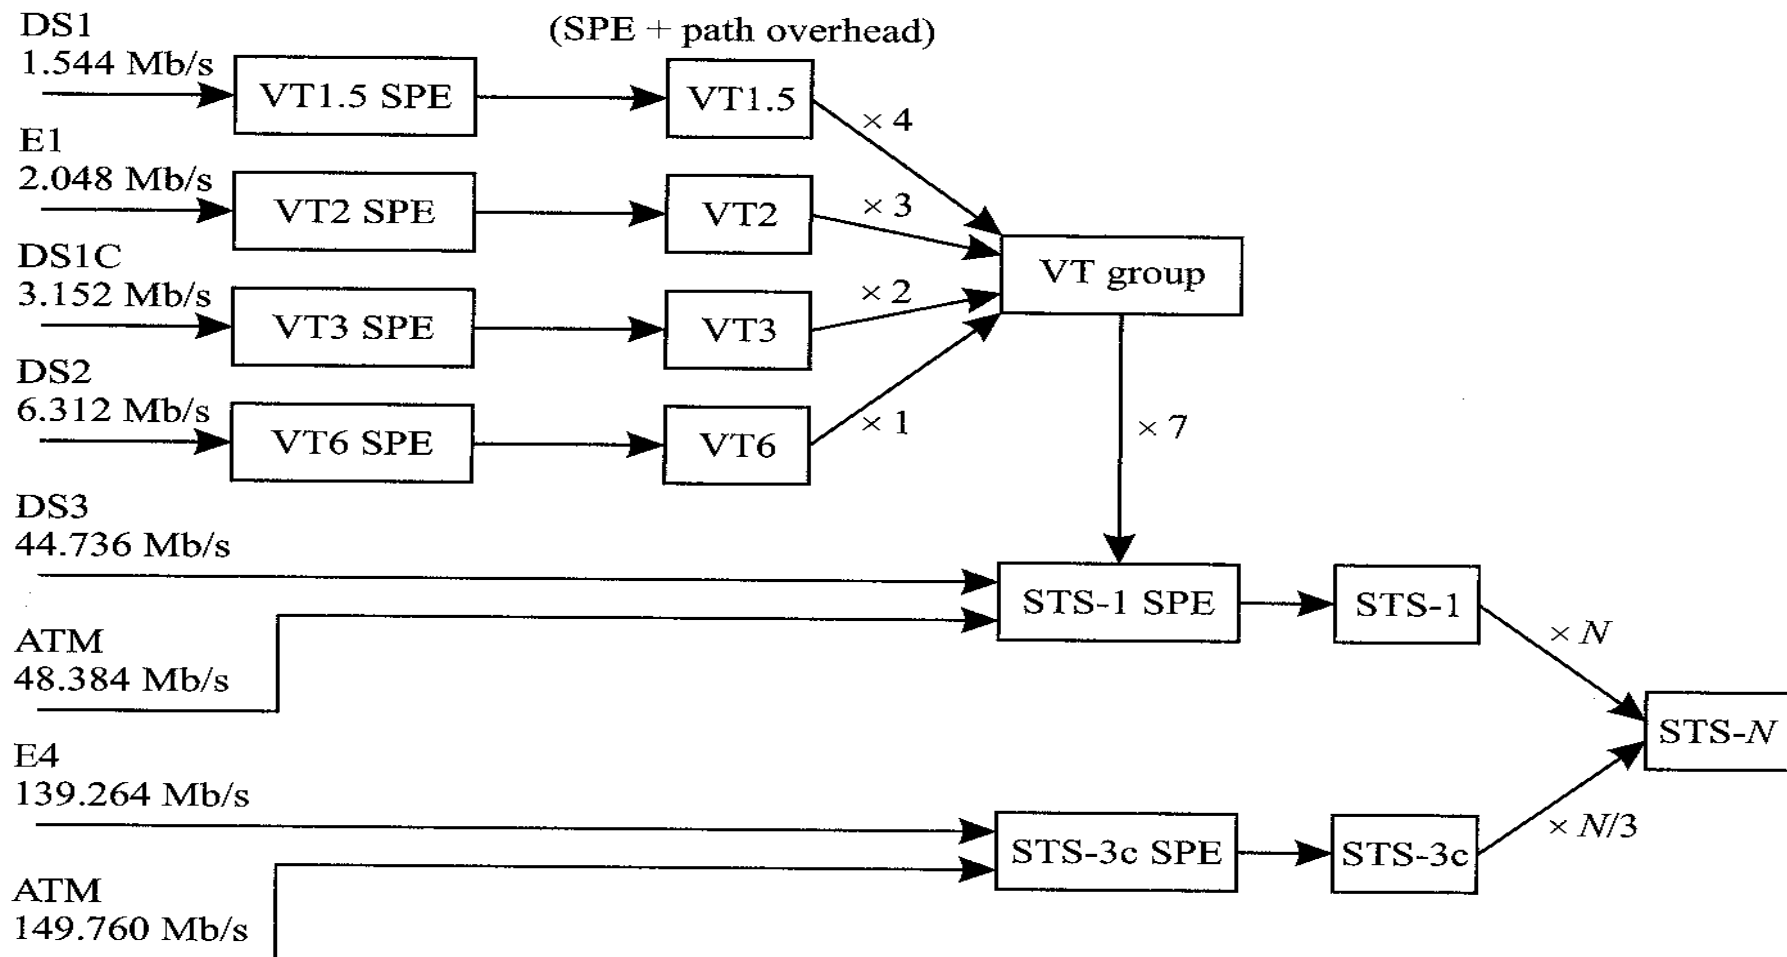 DS1
1.544 Mb/s
(SPE + path overhead)
VT1.5 SPE
VT1.5
× 4
E1
2.048 Mb/s
VT2 SPE
VT2
× 3
DS1C
3.152 Mb/s
VT3 SPE
VT3
× 2
VT group
DS2
6.312 Mb/s
VT6 SPE
VT6
× 1
× 7
DS3
44.736 Mb/s
STS-1 SPE
STS-1
× N
ATM
48.384 Mb/s
STS-N
E4
139.264 Mb/s
STS-3c SPE
STS-3c
× N/3
ATM
149.760 Mb/s